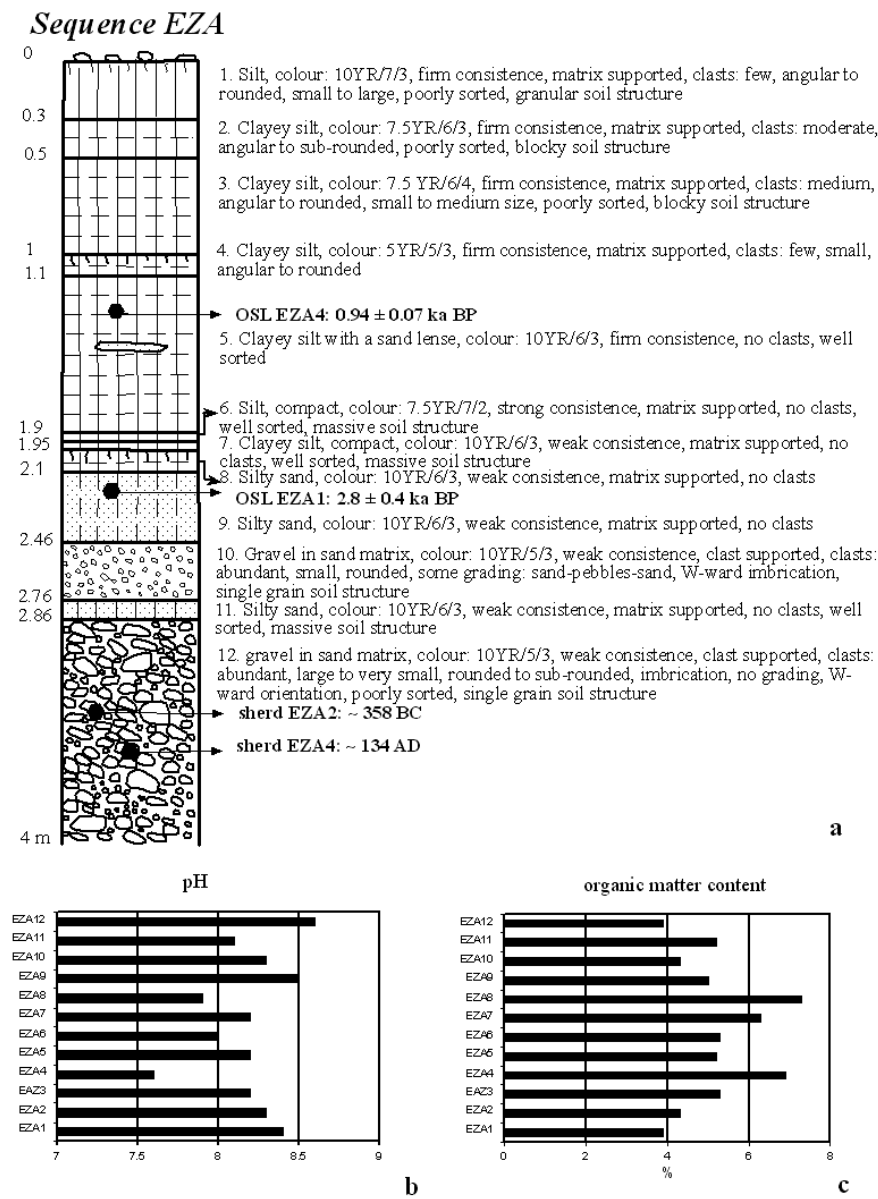 Sequence EZA
0
1. Silt, colour: 10YR/7/3, firm consistence, matrix supported, clasts: few, angular to
rounded, small to large, poorly sorted, granular soil structure
0.3
2. Clayey silt, colour: 7.5YR/6/3, firm consistence, matrix supported, clasts: moderate,
angular to sub-rounded, poorly sorted, blocky soil structure
0.5
3. Clayey silt, colour: 7.5 YR/6/4, firm consistence, matrix supported, clasts: medium,
angular to rounded, small to medium size, poorly sorted, blocky soil structure
1
4. Clayey silt, colour: 5YR/5/3, firm consistence, matrix supported, clasts: few, small,
angular to rounded
1.1
OSL EZA4: 0.94 ± 0.07 ka BP
5. Clayey silt with a sand lense, colour: 10YR/6/3, firm consistence, no clasts, well
sorted
6. Silt, compact, colour: 7.5YR/7/2, strong consistence, matrix supported, no clasts,
well sorted, massive soil structure
1.9
1.95
7. Clayey silt, compact, colour: 10YR/6/3, weak consistence, matrix supported, no
clasts, well sorted, massive soil structure
2.1
8. Silty sand, colour: 10YR/6/3, weak consistence, matrix supported, no clasts
OSL EZA1: 2.8 ± 0.4 ka BP
9. Silty sand, colour: 10YR/6/3, weak consistence, matrix supported, no clasts
2.46
10. Gravel in sand matrix, colour: 10YR/5/3, weak consistence, clast supported, clasts:
abundant, small, rounded, some grading: sand-pebbles-sand, W-ward imbrication,
single grain soil structure
2.76
2.86
11. Silty sand, colour: 10YR/6/3, weak consistence, matrix supported, no clasts, well
sorted, massive soil structure
12. gravel in sand matrix, colour: 10YR/5/3, weak consistence, clast supported, clasts:
abundant, large to very small, rounded to sub-rounded, imbrication, no grading, W-
ward orientation, poorly sorted, single grain soil structure
sherd EZA2: ~ 358 BC
sherd EZA4: ~ 134 AD
4 m
a
pH
EZA12
EZA11
EZA10
EZA9
EZA8
EZA7
EZA6
EZA5
EZA4
EAZ3
EZA2
EZA1
7 7.5 8 8.5 9
b
organic matter content
EZA12
EZA11
EZA10
EZA9
EZA8
EZA7
EZA6
EZA5
EZA4
EAZ3
EZA2
EZA1
0 2 4 6 8
%
c